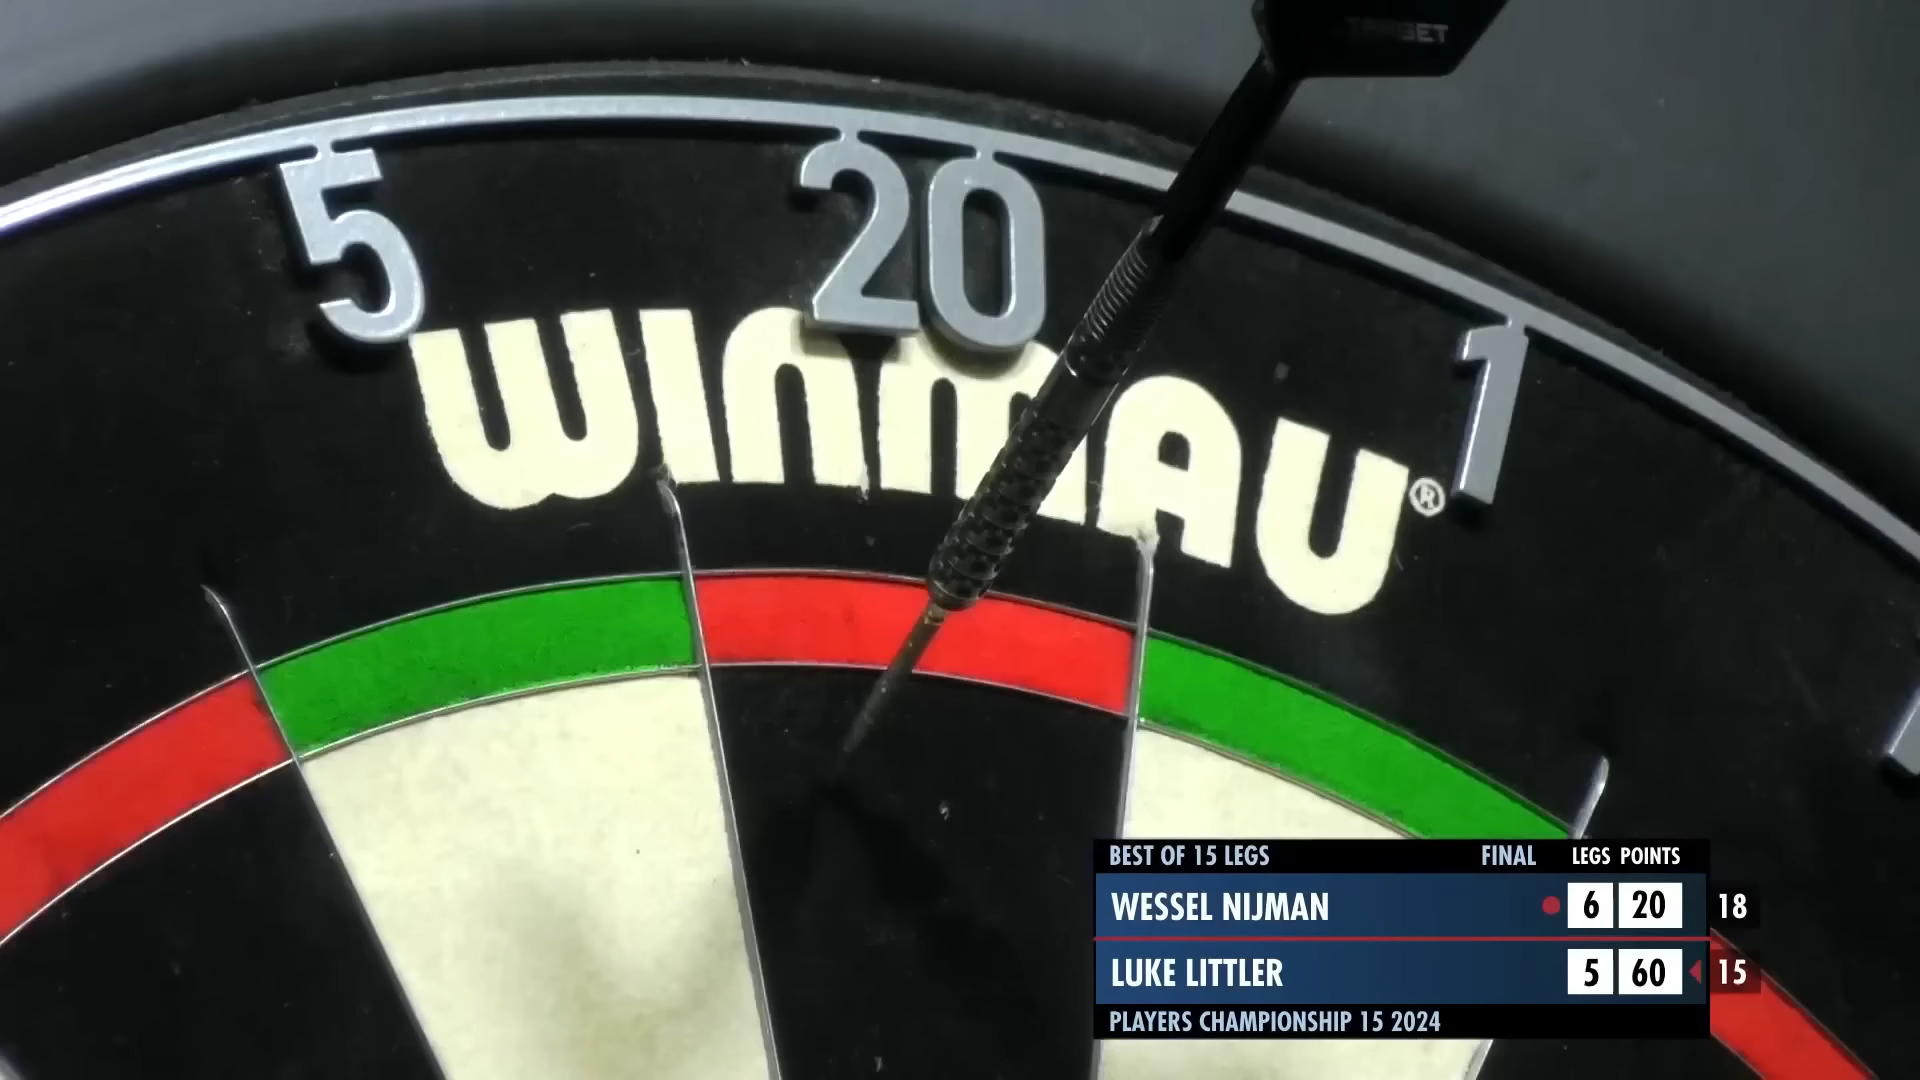 TARGET
5 20 1
WINMAU®
BEST OF 15 LEGS FINAL LEGS POINTS
WESSEL NIJMAN 6 20 18
LUKE LITTLER 5 60 15
PLAYERS CHAMPIONSHIP 15 2024